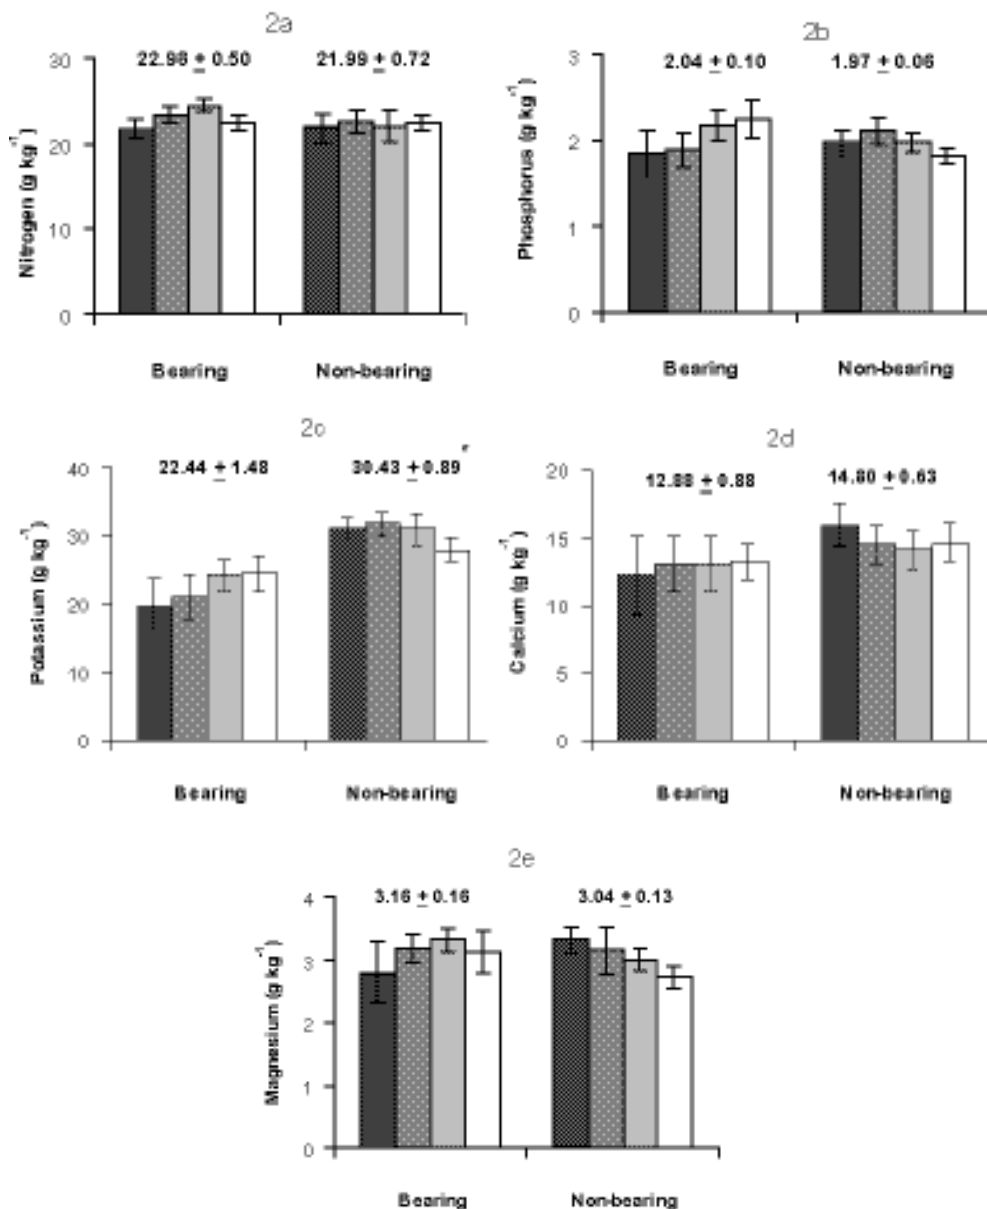 2a
30
22.96 ± 0.50
21.99 ± 0.72
20
10
0
Nitrogen (g kg⁻¹)
Bearing
Non-bearing
2b
3
2.04 ± 0.10
1.97 ± 0.06
2
1
0
Phosphorus (g kg⁻¹)
Bearing
Non-bearing
2c
22.44 ± 1.48
30.43 ± 0.89
40
30
20
10
0
Potassium (g kg⁻¹)
Bearing
Non-bearing
2d
20
12.88 ± 0.88
14.80 ± 0.63
15
10
5
0
Calcium (g kg⁻¹)
Bearing
Non-bearing
2e
4
3.16 ± 0.16
3.04 ± 0.13
3
2
1
0
Magnesium (g kg⁻¹)
Bearing
Non-bearing